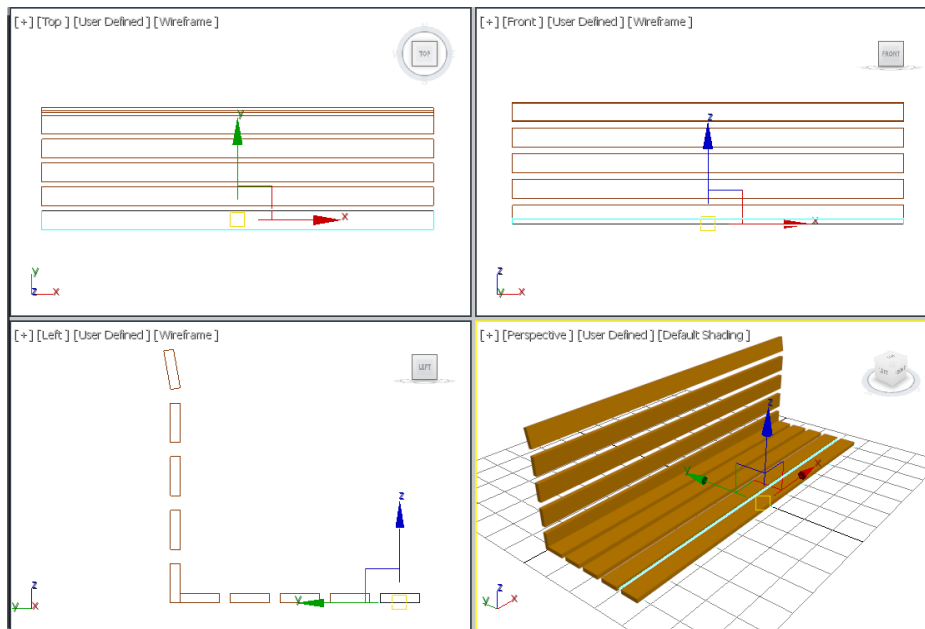 [+] [Top] [User Defined] [Wireframe]
TOP
y
x
y
z x
[+] [Front] [User Defined] [Wireframe]
FRONT
z
x
z
y x
[+] [Left] [User Defined] [Wireframe]
LEFT
z
y
z
y x
[+] [Perspective] [User Defined] [Default Shading]
LEFT
z
y
x
z
y x